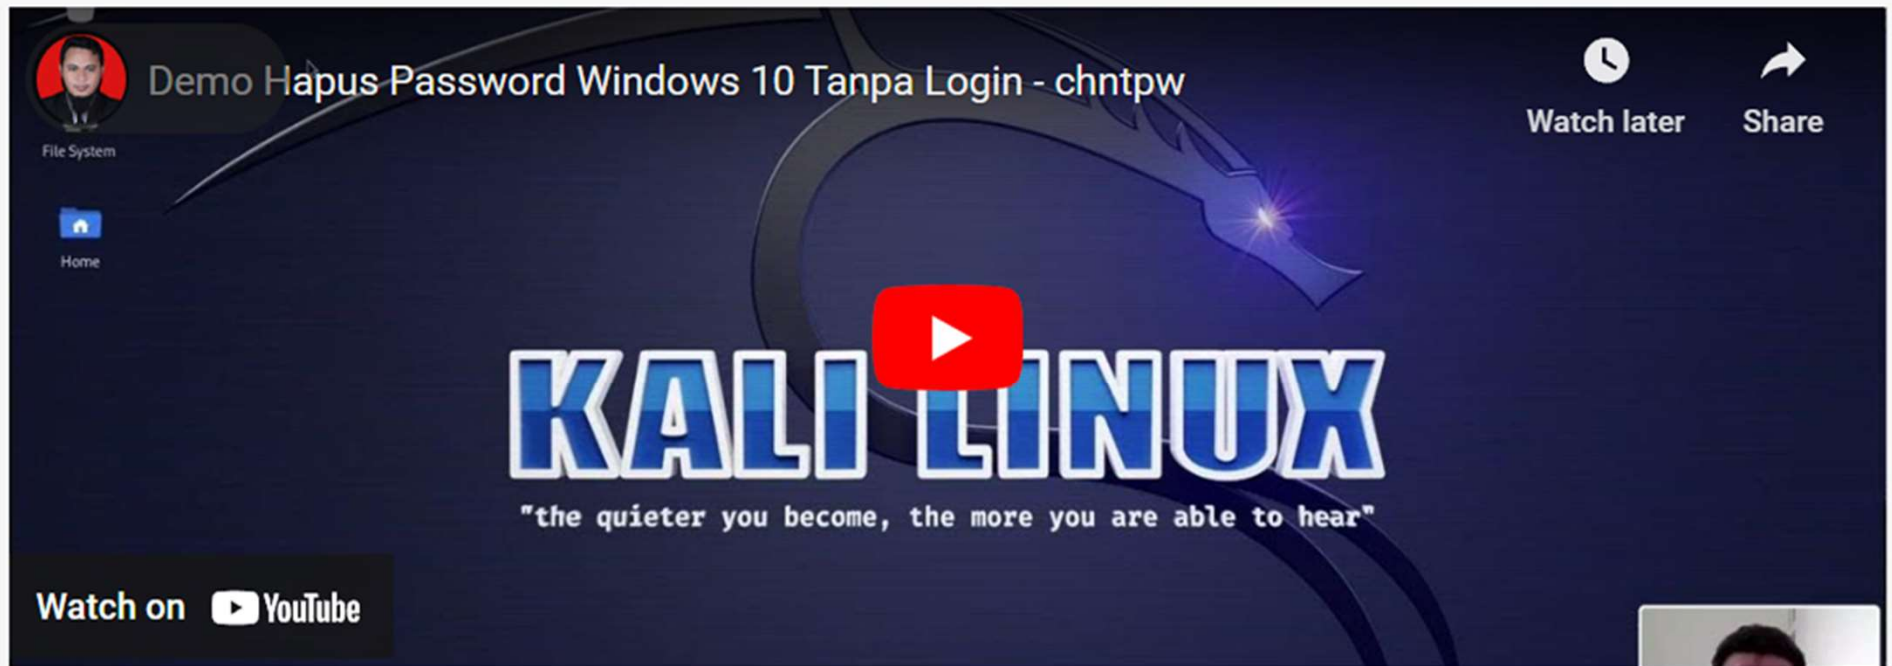 Demo Hapus Password Windows 10 Tanpa Login - chntpw
Watch later
Share
File System
Home
KALI LINUX
"the quieter you become, the more you are able to hear"
Watch on YouTube